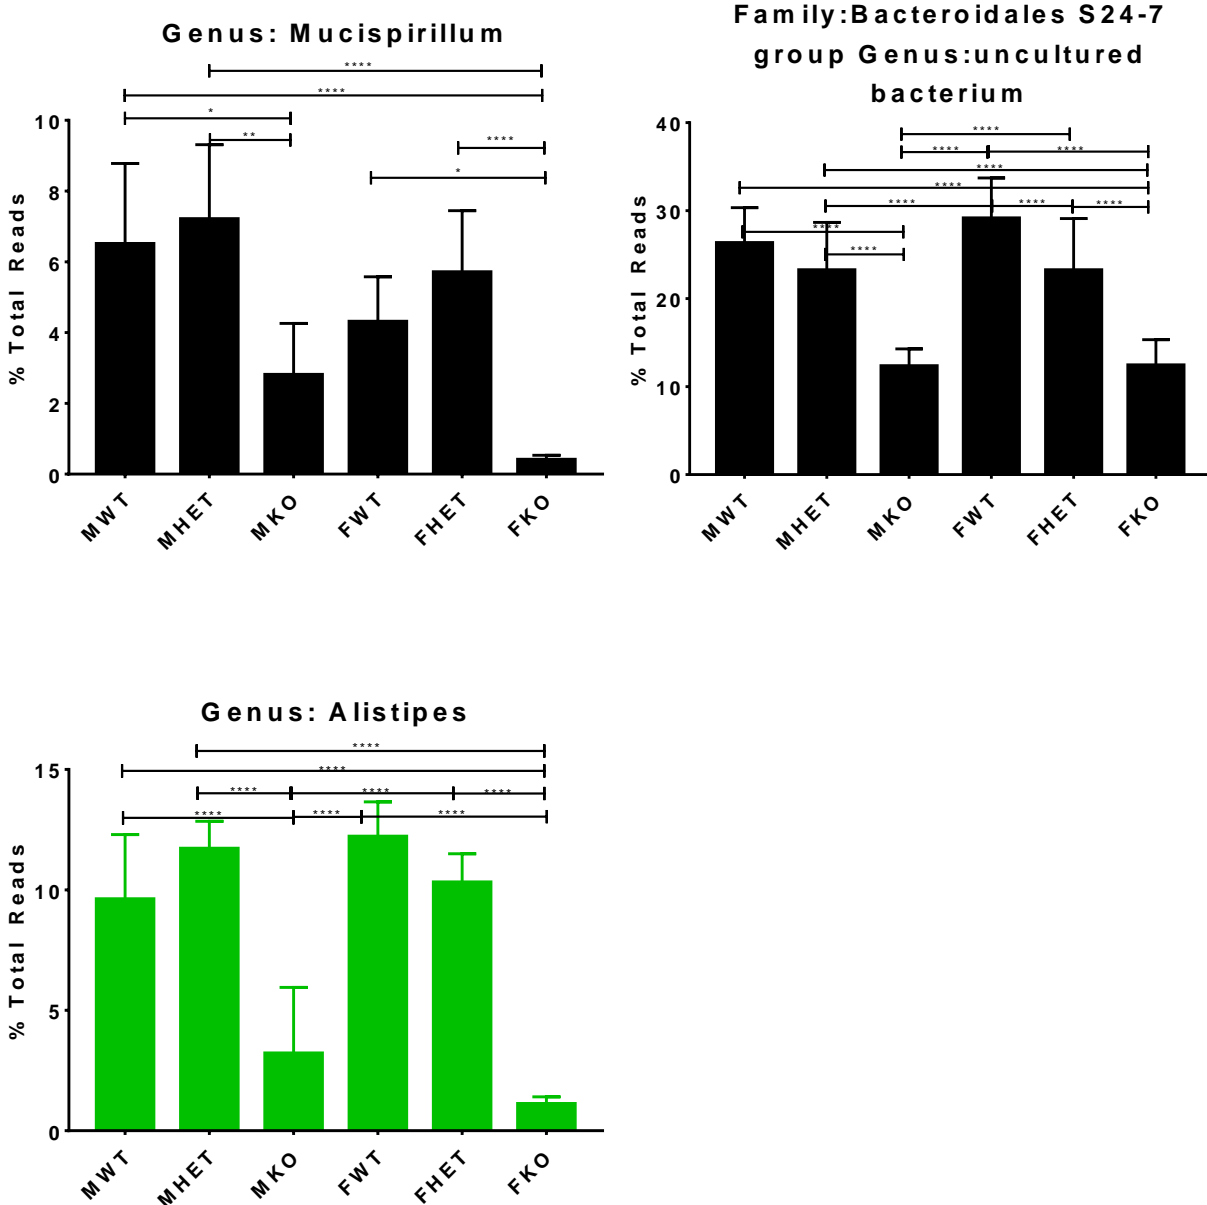 Genus: Mucispirillum
****
****
*
**
****
*
% Total Reads
10
8
6
4
2
0
MWT MHET MKO FWT FHET FKO
Family:Bacteroidales S24-7
group Genus:uncultured
bacterium
****
**** ****
****
****
**** **** ****
****
****
% Total Reads
40
30
20
10
0
MWT MHET MKO FWT FHET FKO
Genus: Alistipes
****
****
**** **** ****
**** **** ****
% Total Reads
15
10
5
0
MWT MHET MKO FWT FHET FKO